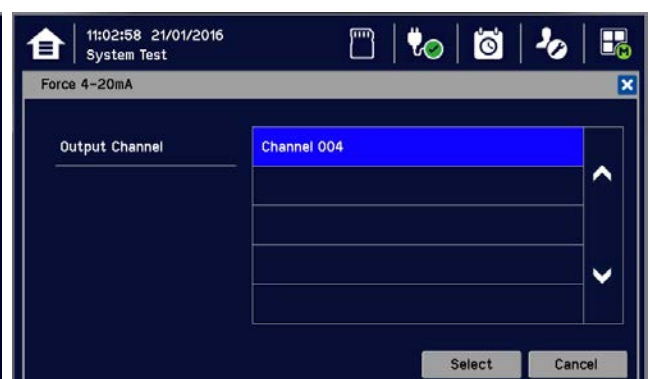 11:02:58 21/01/2016
System Test
Force 4-20mA
Output Channel
Channel 004
Select
Cancel
M